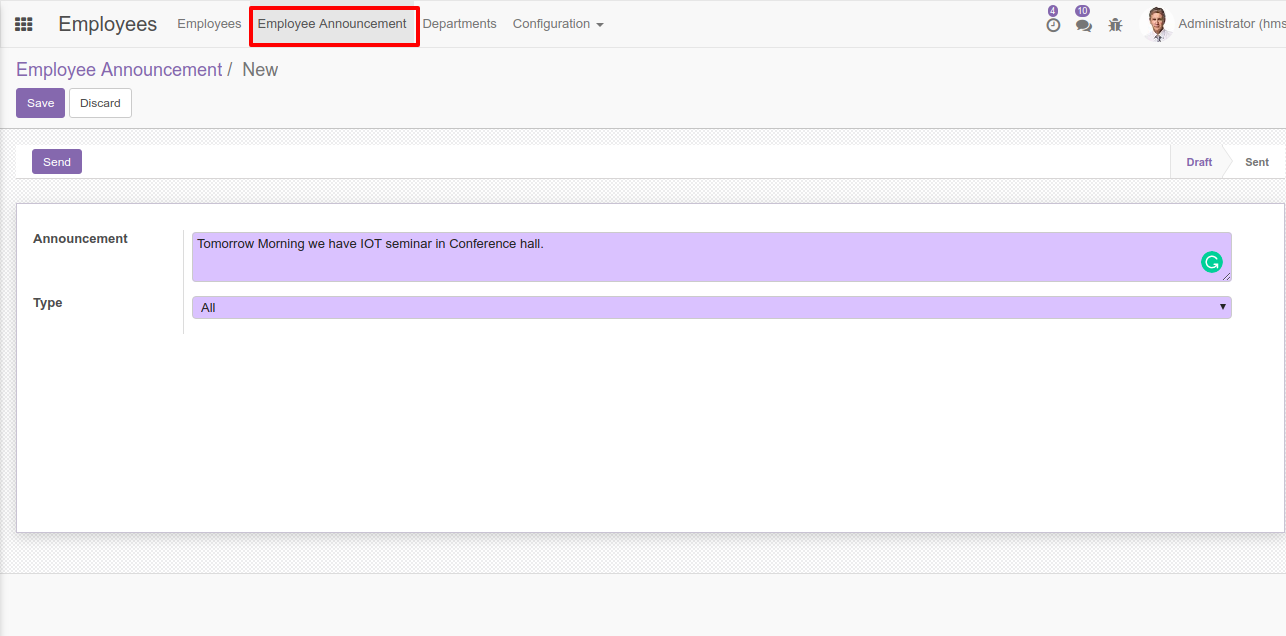 Employees Employees Employee Announcement Departments Configuration 4 10 Administrator (hms
Employee Announcement / New
Save Discard
Send Draft Sent
Announcement Tomorrow Morning we have IOT seminar in Conference hall.
Type All